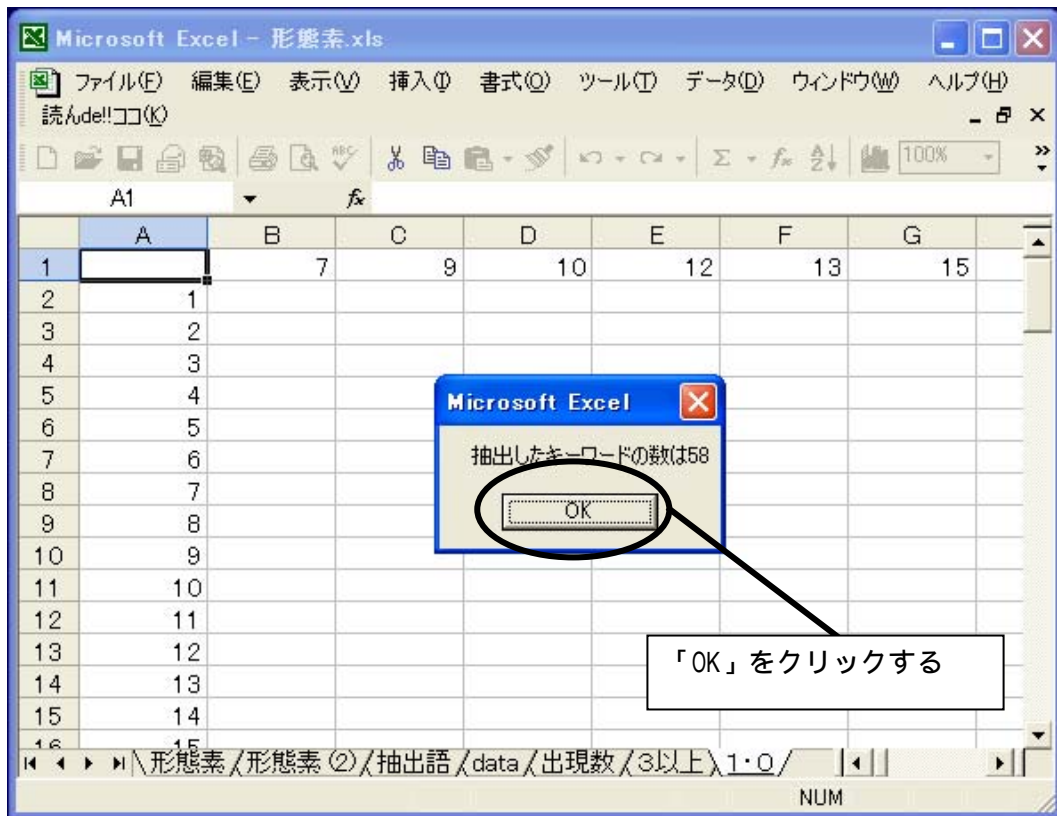 Microsoft Excel - 形態素.xls
ファイル(F) 編集(E) 表示(V) 挿入(I) 書式(O) ツール(T) データ(D) ウィンドウ(W) ヘルプ(H)
読んde!!ココ(K)
100%
A1 fx
A B C D E F G
1 7 9 10 12 13 15
2 1
3 2
4 3
5 4
6 5
7 6
8 7
9 8
10 9
11 10
12 11
13 12
14 13
15 14
16 15
Microsoft Excel
抽出したキーワードの数は58
OK
「OK」をクリックする
形態素 形態素(2) 抽出語 data 出現数 3以上 1・0
NUM